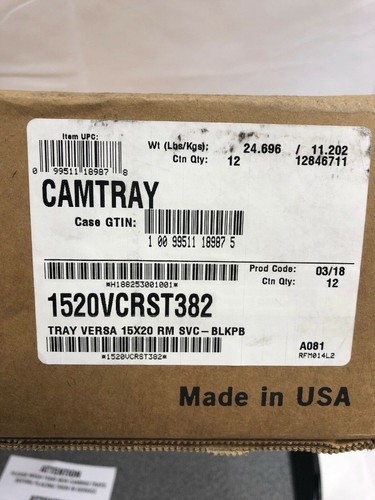 Item UPC:
0 99511 18987 8
Wt (Lbs/Kgs): 24.696 / 11.202
Ctn Qty: 12 12846711
CAMTRAY
Case GTIN:
1 00 99511 18987 5
*H188253001001*
Prod Code: 03/18
Ctn Qty: 12
1520VCRST382
TRAY VERSA 15X20 RM SVC-BLKPB
*1520VCRST382*
A081
RFM014L2
Made in USA
ATTENTION